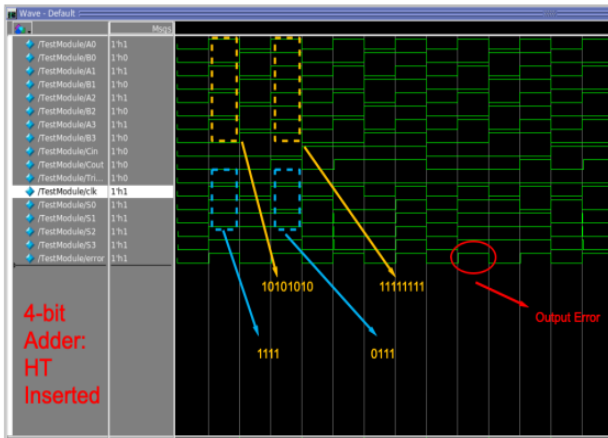 Wave - Default
Msgs
/TestModule/A0 1'h1
/TestModule/B0 1'h0
/TestModule/A1 1'h1
/TestModule/B1 1'h0
/TestModule/A2 1'h1
/TestModule/B2 1'h0
/TestModule/A3 1'h1
/TestModule/B3 1'h0
/TestModule/Cin 1'h0
/TestModule/Cout 1'h0
/TestModule/Tri... 1'h0
/TestModule/clk 1'h1
/TestModule/S0 1'h1
/TestModule/S1 1'h1
/TestModule/S2 1'h1
/TestModule/S3 1'h1
/TestModule/error 1'h1
10101010
11111111
Output Error
1111
0111
4-bit
Adder:
HT
Inserted